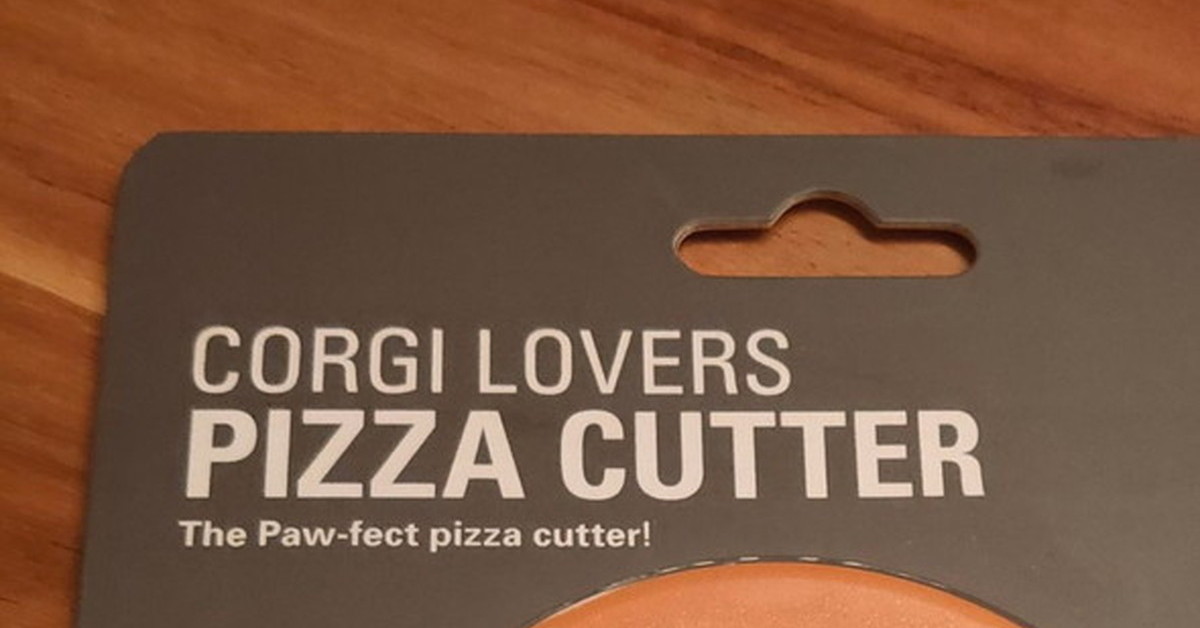 CORGI LOVERS
PIZZA CUTTER
The Paw-fect pizza cutter!